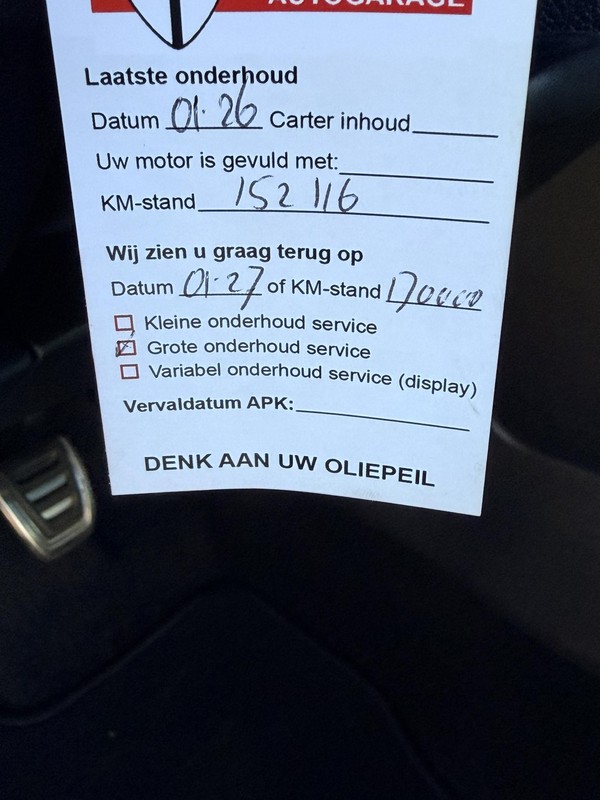 AUTOGARAGE
Laatste onderhoud
Datum 01-26 Carter inhoud
Uw motor is gevuld met:
KM-stand 152 116
Wij zien u graag terug op
Datum 01-27 of KM-stand 170000
Kleine onderhoud service
Grote onderhoud service
Variabel onderhoud service (display)
Vervaldatum APK:
DENK AAN UW OLIEPEIL